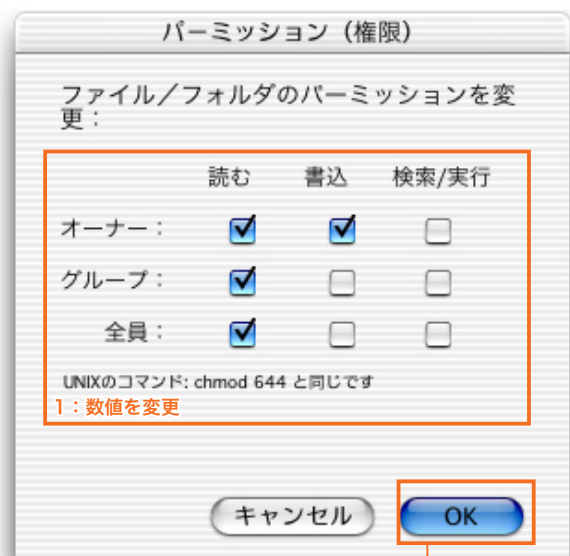 パーミッション（権限）
ファイル／フォルダのパーミッションを変
更：
読む 書込 検索/実行
オーナー：
グループ：
全員：
UNIXのコマンド: chmod 644 と同じです
1：数値を変更
キャンセル OK